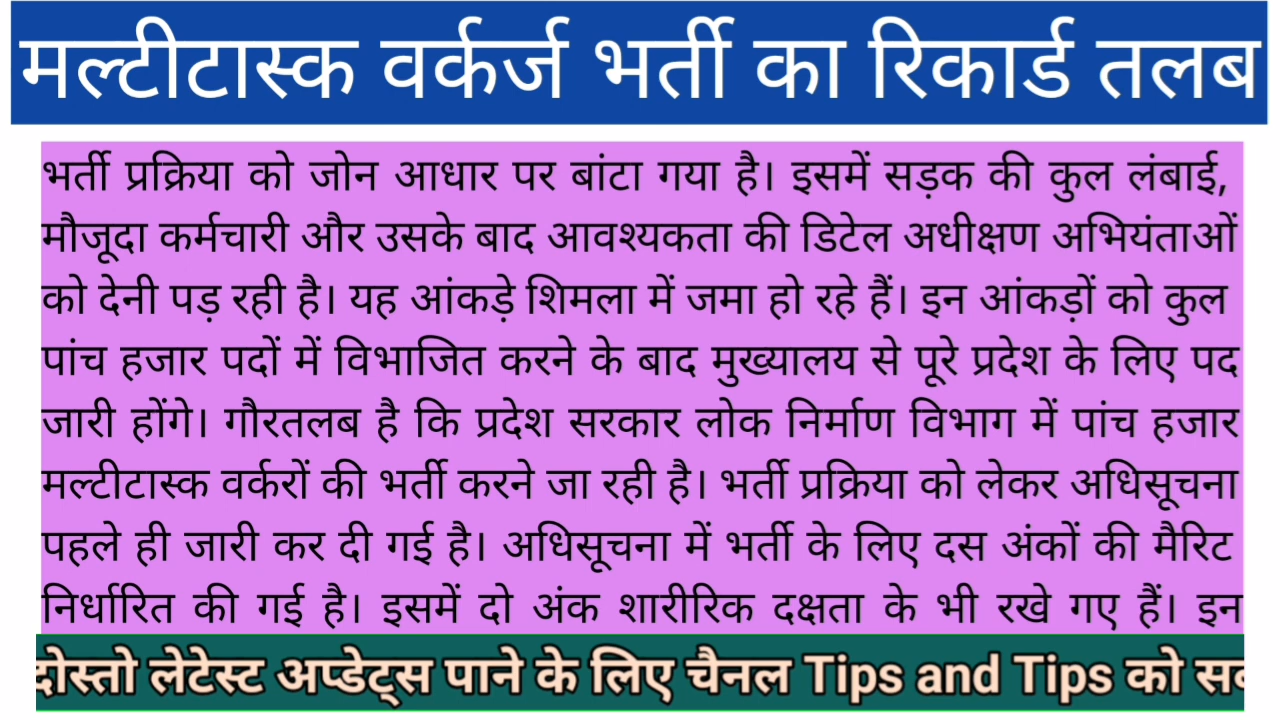 मल्टीटास्क वर्कर्ज भर्ती का रिकार्ड तलब
भर्ती प्रक्रिया को जोन आधार पर बांटा गया है। इसमें सड़क की कुल लंबाई,
मौजूदा कर्मचारी और उसके बाद आवश्यकता की डिटेल अधीक्षण अभियंताओं
को देनी पड़ रही है। यह आंकड़े शिमला में जमा हो रहे हैं। इन आंकड़ों को कुल
पांच हजार पदों में विभाजित करने के बाद मुख्यालय से पूरे प्रदेश के लिए पद
जारी होंगे। गौरतलब है कि प्रदेश सरकार लोक निर्माण विभाग में पांच हजार
मल्टीटास्क वर्करों की भर्ती करने जा रही है। भर्ती प्रक्रिया को लेकर अधिसूचना
पहले ही जारी कर दी गई है। अधिसूचना में भर्ती के लिए दस अंकों की मैरिट
निर्धारित की गई है। इसमें दो अंक शारीरिक दक्षता के भी रखे गए हैं। इन
दोस्तो लेटेस्ट अप्डेट्स पाने के लिए चैनल Tips and Tips को